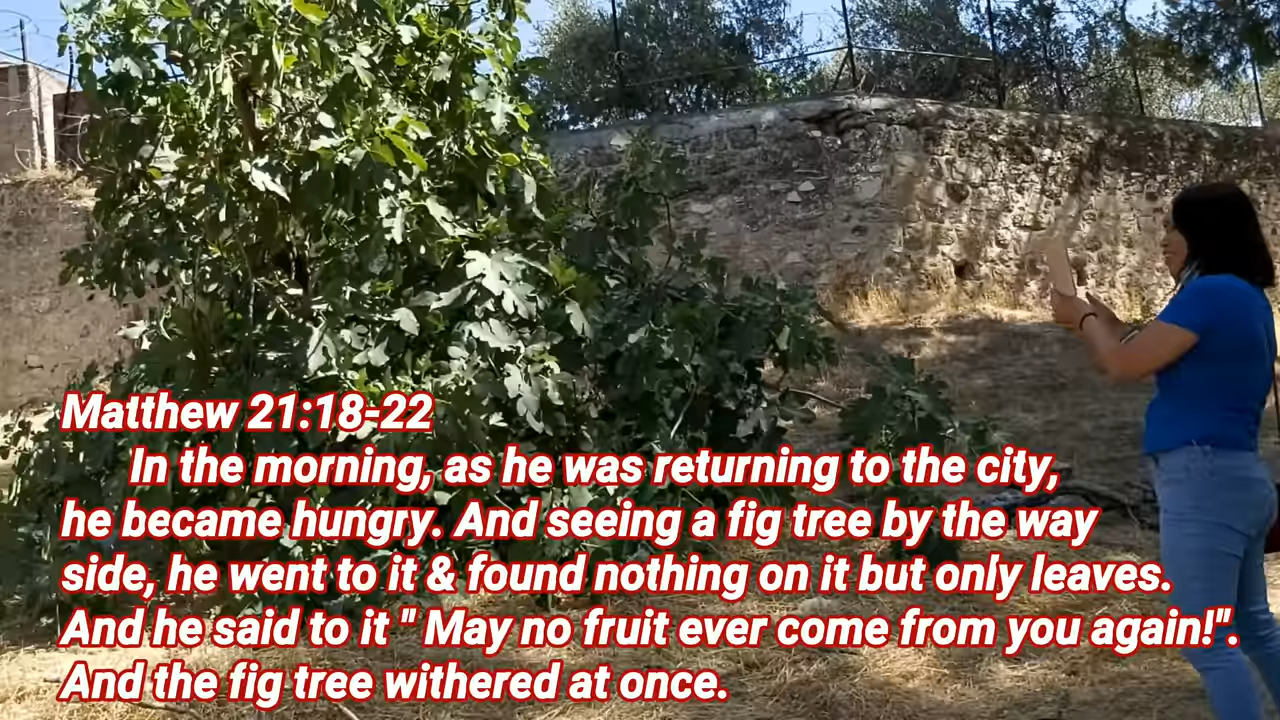 Matthew 21:18-22
In the morning, as he was returning to the city,
he became hungry. And seeing a fig tree by the way
side, he went to it & found nothing on it but only leaves.
And he said to it " May no fruit ever come from you again!".
And the fig tree withered at once.